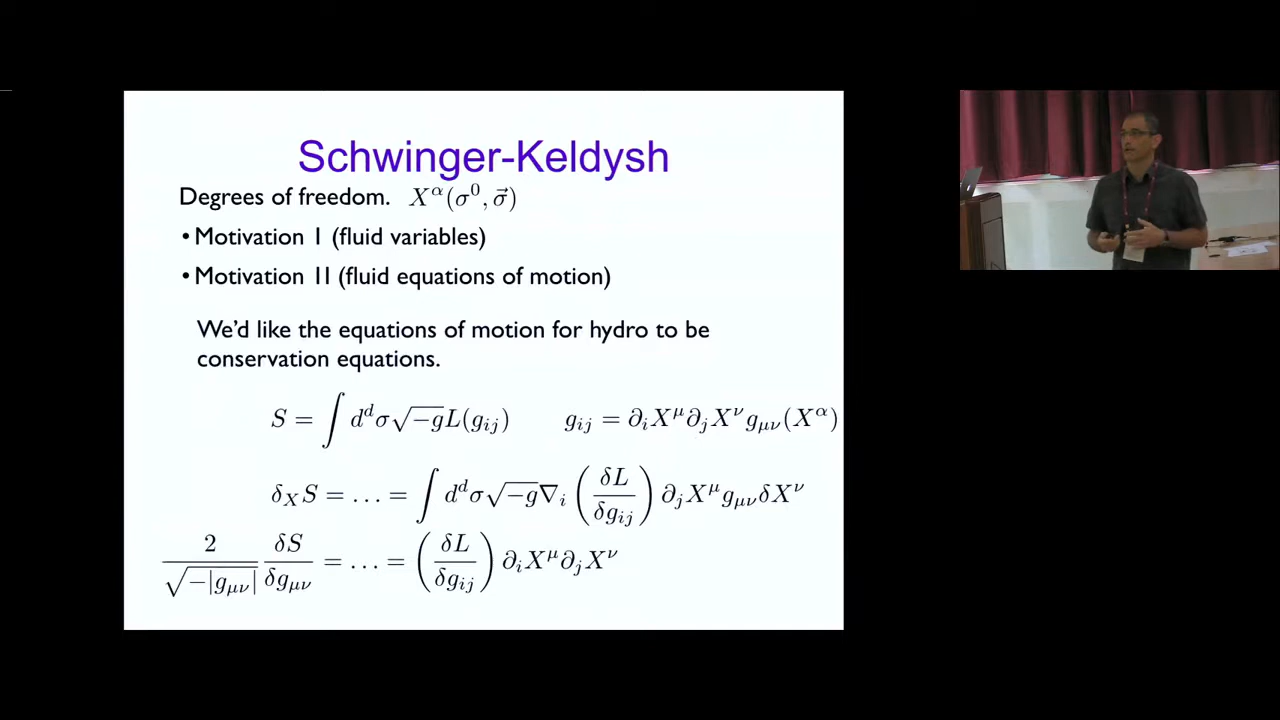 Schwinger-Keldysh
Degrees of freedom. $X^{\alpha}(\sigma^0, \vec{\sigma})$
• Motivation I (fluid variables)
• Motivation II (fluid equations of motion)
We'd like the equations of motion for hydro to be
conservation equations.
$S = \int d^d\sigma \sqrt{-g} L(g_{ij}) \qquad g_{ij} = \partial_i X^{\mu} \partial_j X^{\nu} g_{\mu\nu}(X^{\alpha})$
$\delta_X S = \ldots = \int d^d\sigma \sqrt{-g} \nabla_i \left( \frac{\delta L}{\delta g_{ij}} \right) \partial_j X^{\mu} g_{\mu\nu} \delta X^{\nu}$
$\frac{2}{\sqrt{-|g_{\mu\nu}|}} \frac{\delta S}{\delta g_{\mu\nu}} = \ldots = \left( \frac{\delta L}{\delta g_{ij}} \right) \partial_i X^{\mu} \partial_j X^{\nu}$